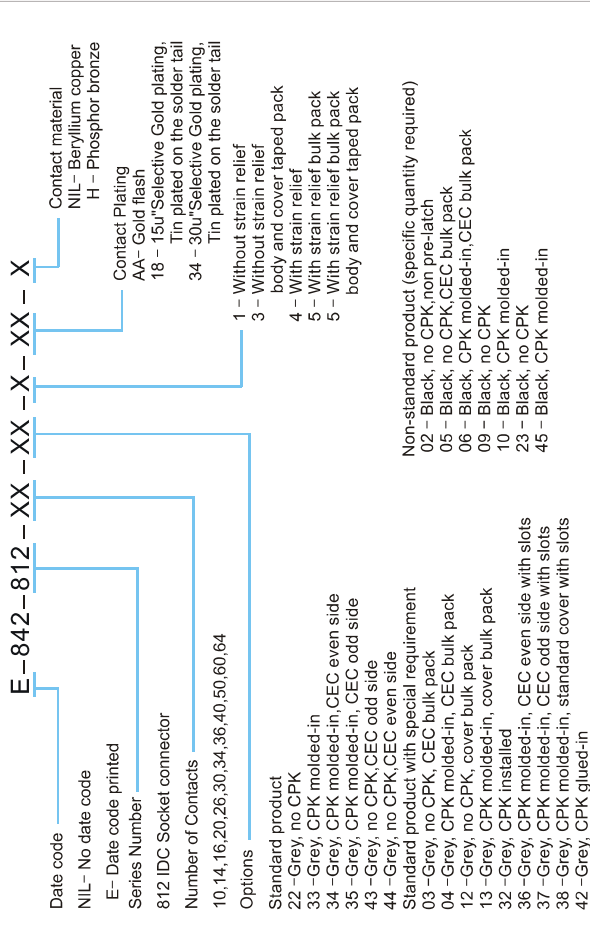 E–842–812 – XX – XX –X– XX – X
Date code
NIL– No date code
E– Date code printed
Series Number
812 IDC Socket connector
Number of Contacts
10,14,16,20,26,30,34,36,40,50,60,64
Options
Standard product
22 –Grey, no CPK
33 –Grey, CPK molded-in
34 –Grey, CPK molded-in,CEC even side
35 –Grey, CPK molded-in, CEC odd side
43 –Grey, no CPK,CEC odd side
44 –Grey, no CPK,CEC even side
Standard product with special requirement
03 –Grey, no CPK, CEC bulk pack
04 –Grey, CPK molded-in, CEC bulk pack
12 –Grey, no CPK, cover bulk pack
13 –Grey, CPK molded-in, cover bulk pack
32 –Grey, CPK installed
36 –Grey, CPK molded-in, CEC even side with slots
37 –Grey, CPK molded-in, CEC odd side with slots
38 –Grey, CPK molded-in, standard cover with slots
42 –Grey, CPK glued-in
Non-standard product (specific quantity required)
02 – Black, no CPK,non pre-latch
05 – Black, no CPK,CEC bulk pack
06 – Black, CPK molded-in,CEC bulk pack
09 – Black, no CPK
10 – Black, CPK molded-in
23 – Black, no CPK
45 – Black, CPK molded-in
1 – Without strain relief
3 – Without strain relief
body and cover taped pack
4 – With strain relief
5 – With strain relief bulk pack
5 – With strain relief bulk pack
body and cover taped pack
Contact Plating
AA– Gold flash
18 – 15u"Selective Gold plating,
Tin plated on the solder tail
34 – 30u"Selective Gold plating,
Tin plated on the solder tail
Contact material
NIL– Beryllium copper
H – Phosphor bronze